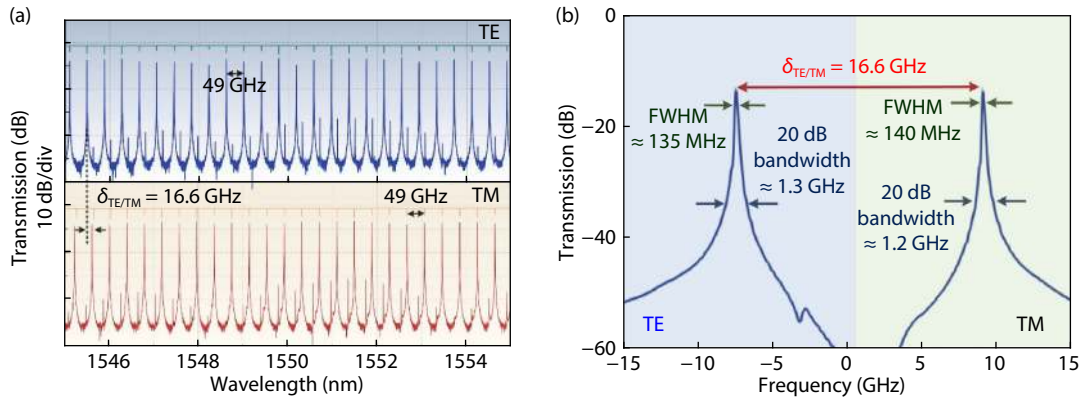 (a)
TE
49 GHz
δTE/TM = 16.6 GHz
49 GHz
TM
Transmission (dB)
10 dB/div
1546
1548
1550
1552
1554
Wavelength (nm)
(b)
0
−20
−40
−60
Transmission (dB)
δTE/TM = 16.6 GHz
FWHM
≈ 135 MHz
FWHM
≈ 140 MHz
20 dB
bandwidth
≈ 1.3 GHz
20 dB
bandwidth
≈ 1.2 GHz
TE
TM
−15
−10
−5
0
5
10
15
Frequency (GHz)